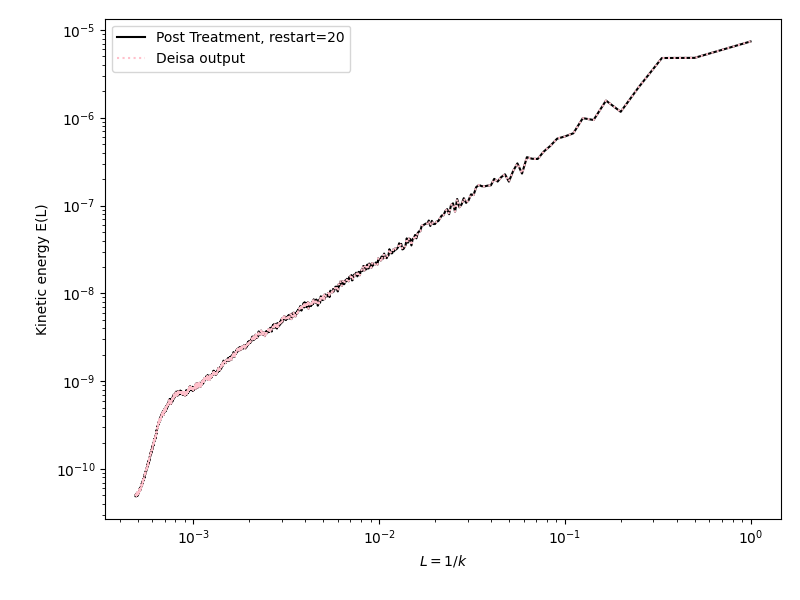 Post Treatment, restart=20
Deisa output
10⁻⁵
10⁻⁶
10⁻⁷
10⁻⁸
10⁻⁹
10⁻¹⁰
Kinetic energy E(L)
10⁻³ 10⁻² 10⁻¹ 10⁰
L = 1/k